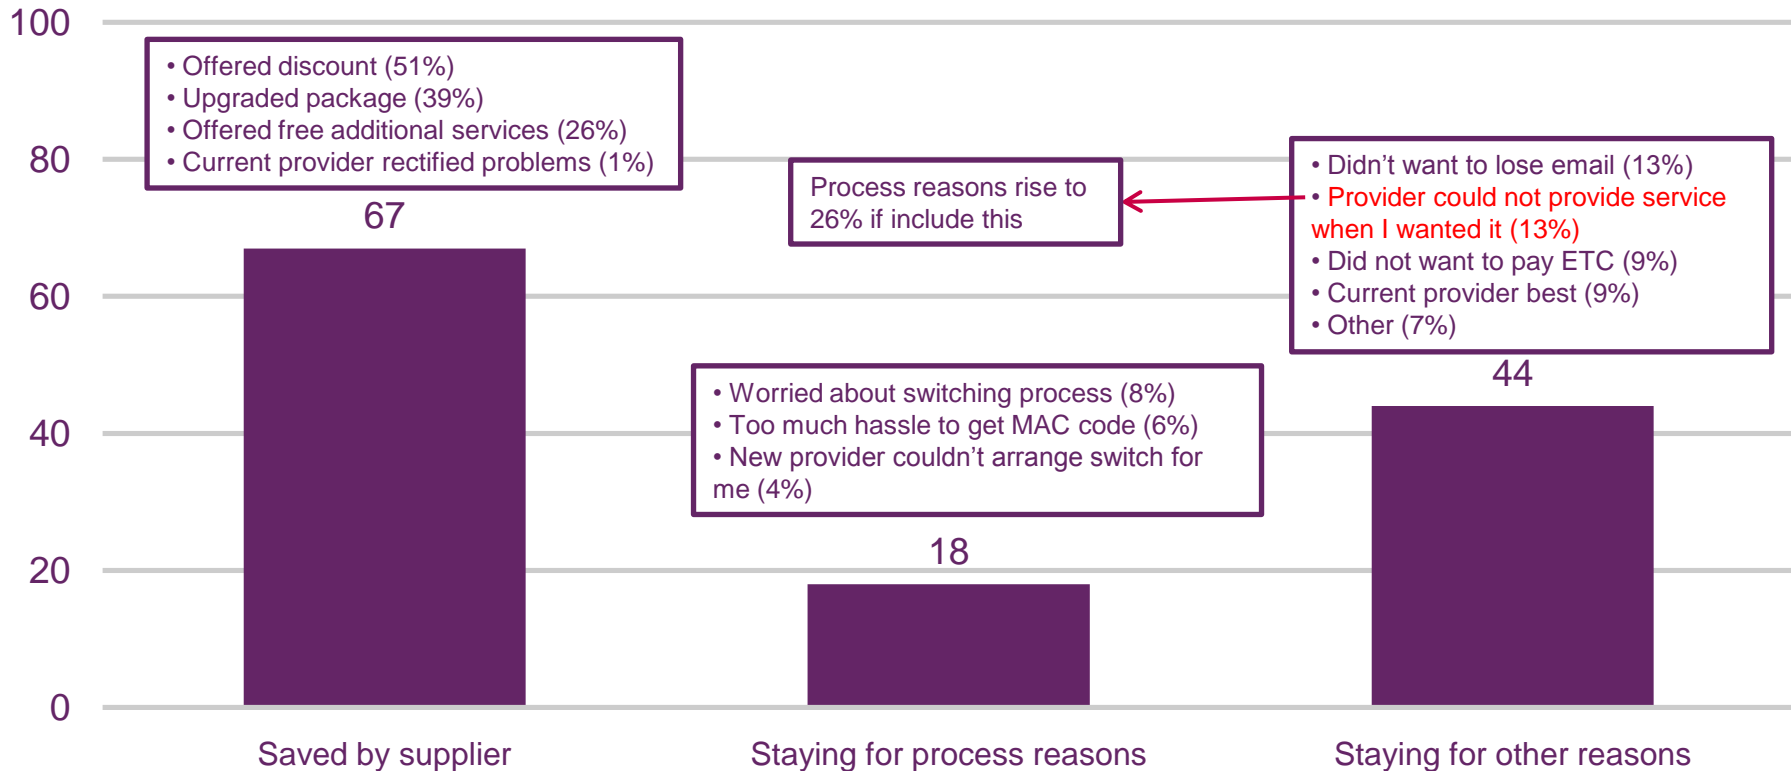 100
80
60
40
20
0
• Offered discount (51%)
• Upgraded package (39%)
• Offered free additional services (26%)
• Current provider rectified problems (1%)
67
Process reasons rise to
26% if include this
• Didn’t want to lose email (13%)
• Provider could not provide service
when I wanted it (13%)
• Did not want to pay ETC (9%)
• Current provider best (9%)
• Other (7%)
• Worried about switching process (8%)
• Too much hassle to get MAC code (6%)
• New provider couldn’t arrange switch for
me (4%)
18
44
Saved by supplier
Staying for process reasons
Staying for other reasons